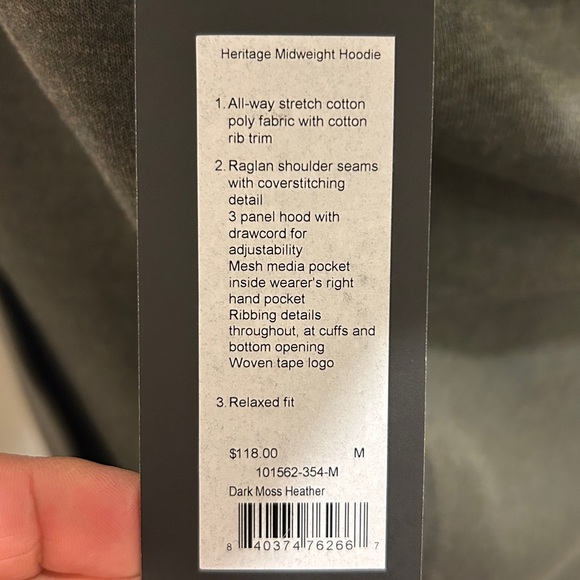 Heritage Midweight Hoodie
1. All-way stretch cotton
poly fabric with cotton
rib trim
2. Raglan shoulder seams
with coverstitching
detail
3 panel hood with
drawcord for
adjustability
Mesh media pocket
inside wearer's right
hand pocket
Ribbing details
throughout, at cuffs and
bottom opening
Woven tape logo
3. Relaxed fit
$118.00 M
101562-354-M
Dark Moss Heather
8 40374 76266 7